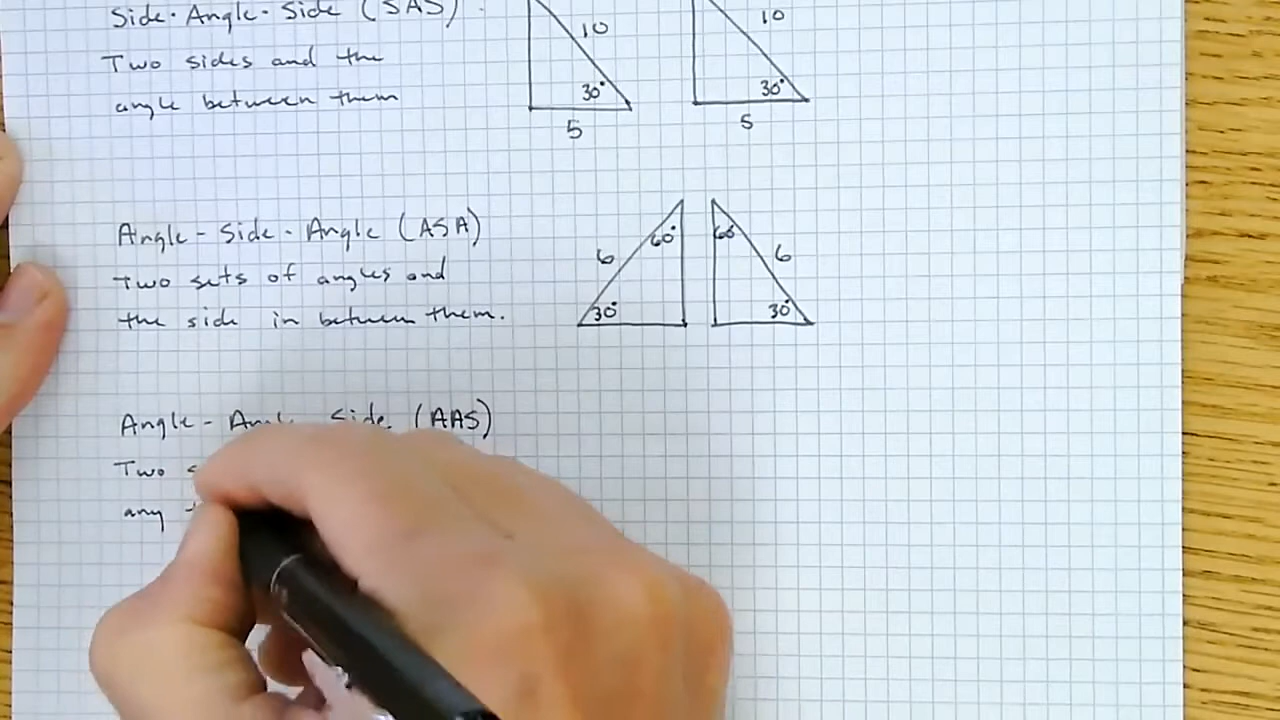 Side-Angle-Side (SAS)
Two sides and the
angle between them
10
30°
5
10
30°
5
Angle-Side-Angle (ASA)
Two sets of angles and
the side in between them.
6
60°
30°
6
30°
Angle- Side (AAS)
Two
any